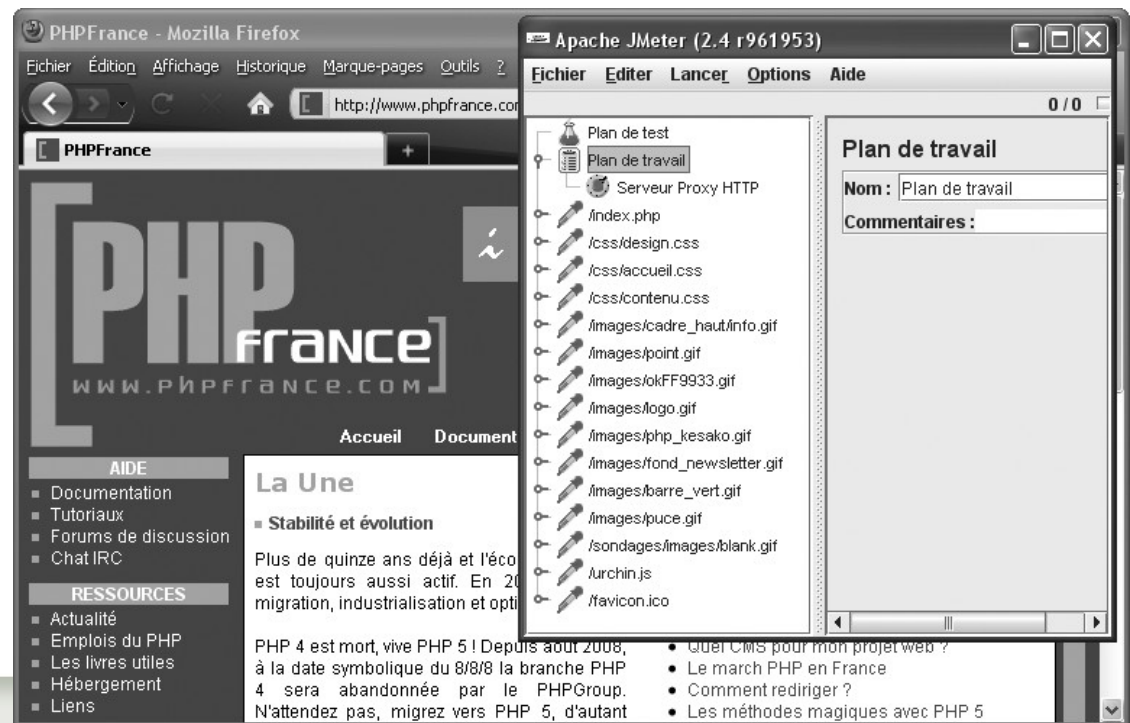 PHPFrance - Mozilla Firefox
Fichier Édition Affichage Historique Marque-pages Outils ?
http://www.phpfrance.com
PHPFrance
+
i
PHP
france
www.phpfrance.com
Accueil Document
AIDE
Documentation
Tutoriaux
Forums de discussion
Chat IRC
RESSOURCES
Actualité
Emplois du PHP
Les livres utiles
Hébergement
Liens
La Une
Stabilité et évolution
Plus de quinze ans déjà et l'éco
est toujours aussi actif. En 20
migration, industrialisation et opti
PHP 4 est mort, vive PHP 5 ! Depuis août 2008,
à la date symbolique du 8/8/8 la branche PHP
4 sera abandonnée par le PHPGroup.
N'attendez pas, migrez vers PHP 5, d'autant
Quel CMS pour mon projet web ?
Le march PHP en France
Comment rediriger ?
Les méthodes magiques avec PHP 5
Apache JMeter (2.4 r961953)
Fichier Editer Lancer Options Aide
0 / 0
Plan de test
Plan de travail
Serveur Proxy HTTP
/index.php
/css/design.css
/css/accueil.css
/css/contenu.css
/images/cadre_haut/info.gif
/images/point.gif
/images/okFF9933.gif
/images/logo.gif
/images/php_kesako.gif
/images/fond_newsletter.gif
/images/barre_vert.gif
/images/puce.gif
/sondages/images/blank.gif
/urchin.js
/favicon.ico
Plan de travail
Nom : Plan de travail
Commentaires :